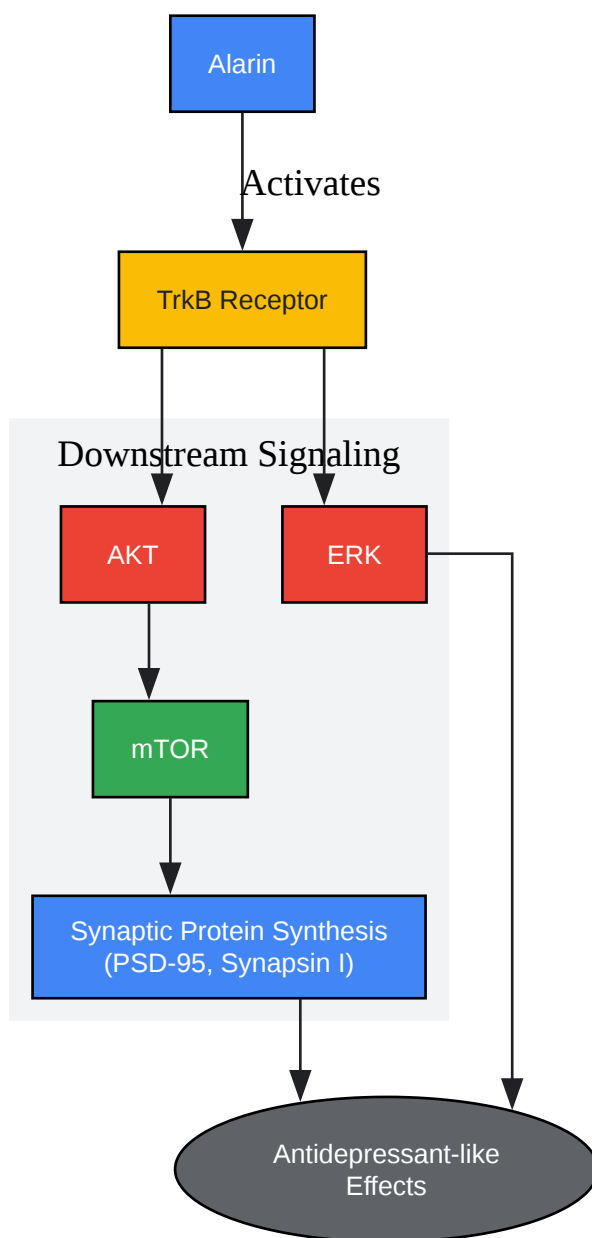 Alarin
Activates
TrkB Receptor
Downstream Signaling
AKT
ERK
mTOR
Synaptic Protein Synthesis
(PSD-95, Synapsin I)
Antidepressant-like
Effects